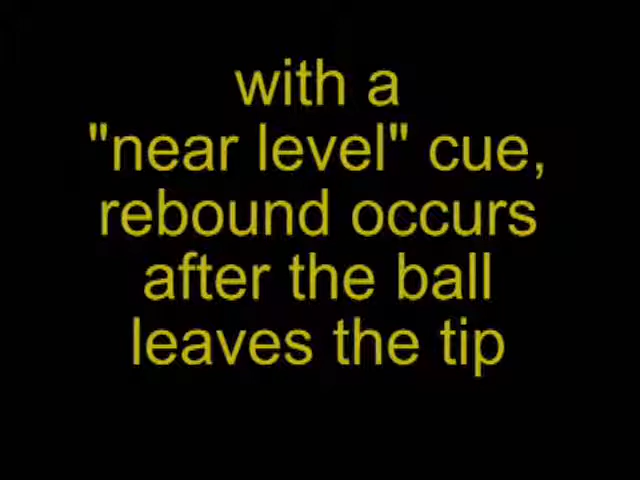 with a
"near level" cue,
rebound occurs
after the ball
leaves the tip